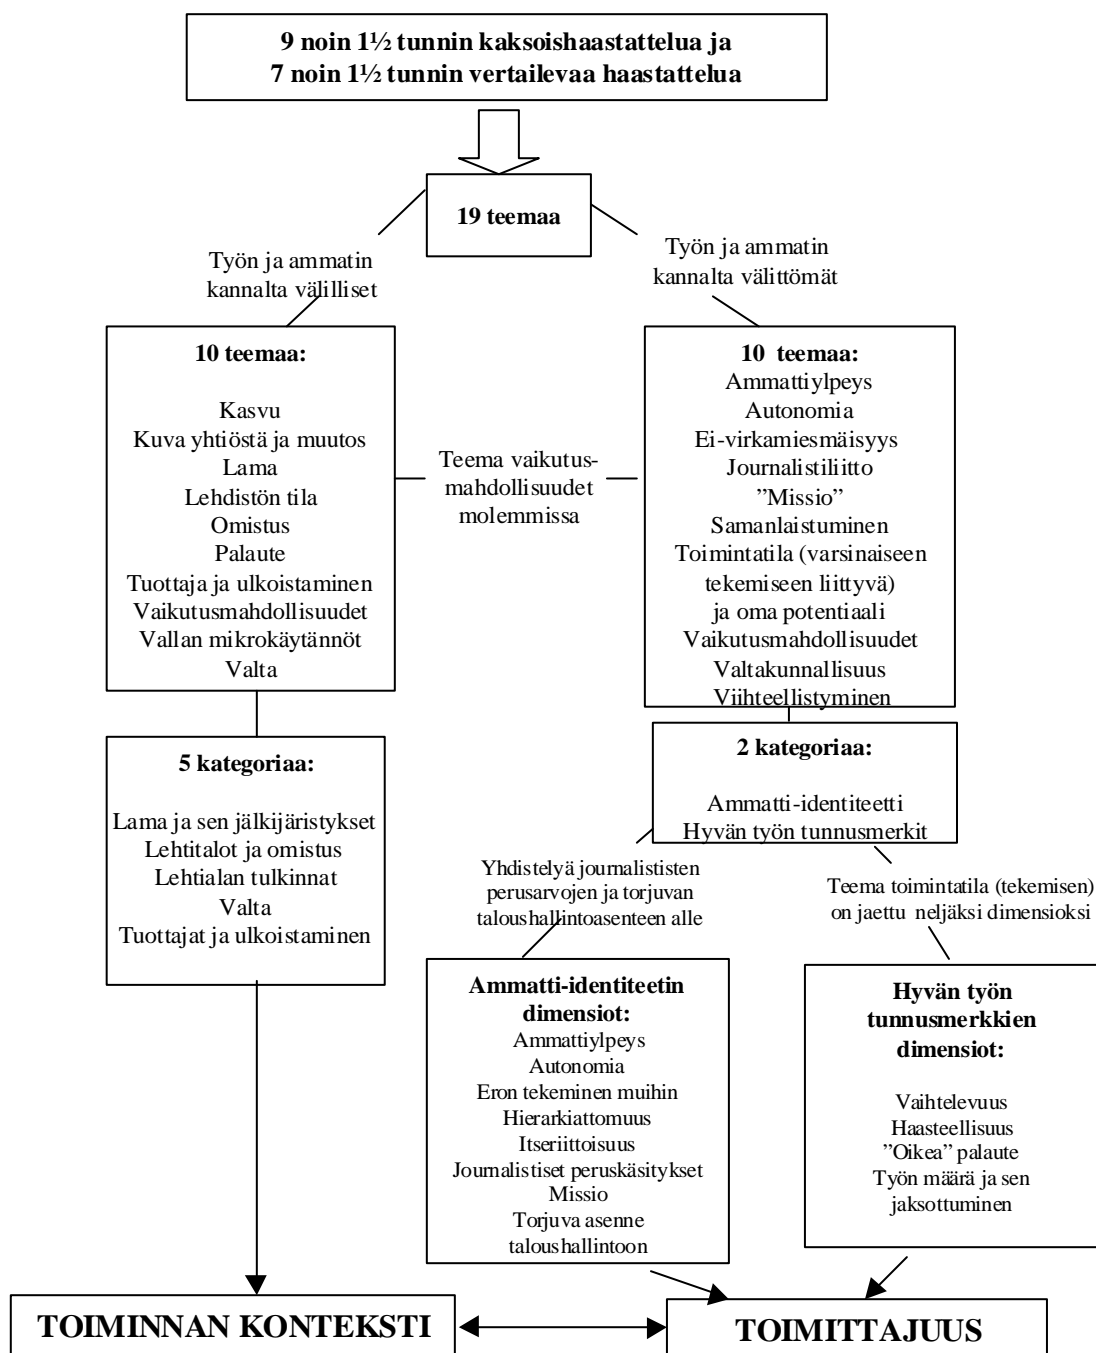 9 noin 1½ tunnin kaksoishaastattelua ja
7 noin 1½ tunnin vertailevaa haastattelua
19 teemaa
Työn ja ammatin
kannalta välilliset
Työn ja ammatin
kannalta välittömät
10 teemaa:
Kasvu
Kuva yhtiöstä ja muutos
Lama
Lehdistön tila
Omistus
Palaute
Tuottaja ja ulkoistaminen
Vaikutusmahdollisuudet
Vallan mikrokäytännöt
Valta
Teema vaikutus-
mahdollisuudet
molemmissa
10 teemaa:
Ammattiylpeys
Autonomia
Ei-virkamiesmäisyys
Journalistiliitto
”Missio”
Samanlaistuminen
Toimintatila (varsinaiseen
tekemiseen liittyvä)
ja oma potentiaali
Vaikutusmahdollisuudet
Valtakunnallisuus
Viihteellistyminen
5 kategoriaa:
Lama ja sen jälkijäristykset
Lehtitalot ja omistus
Lehtialan tulkinnat
Valta
Tuottajat ja ulkoistaminen
2 kategoriaa:
Ammatti-identiteetti
Hyvän työn tunnusmerkit
Yhdistelyä journalististen
perusarvojen ja torjuvan
taloushallintoasenteen alle
Teema toimintatila (tekemisen)
on jaettu neljäksi dimensioksi
Ammatti-identiteetin
dimensiot:
Ammattiylpeys
Autonomia
Eron tekeminen muihin
Hierarkiattomuus
Itseriittoisuus
Journalistiset peruskäsitykset
Missio
Torjuva asenne
taloushallintoon
Hyvän työn
tunnusmerkkien
dimensiot:
Vaihtelevuus
Haasteellisuus
”Oikea” palaute
Työn määrä ja sen
jaksottuminen
TOIMINNAN KONTEKSTI
TOIMITTAJUUS